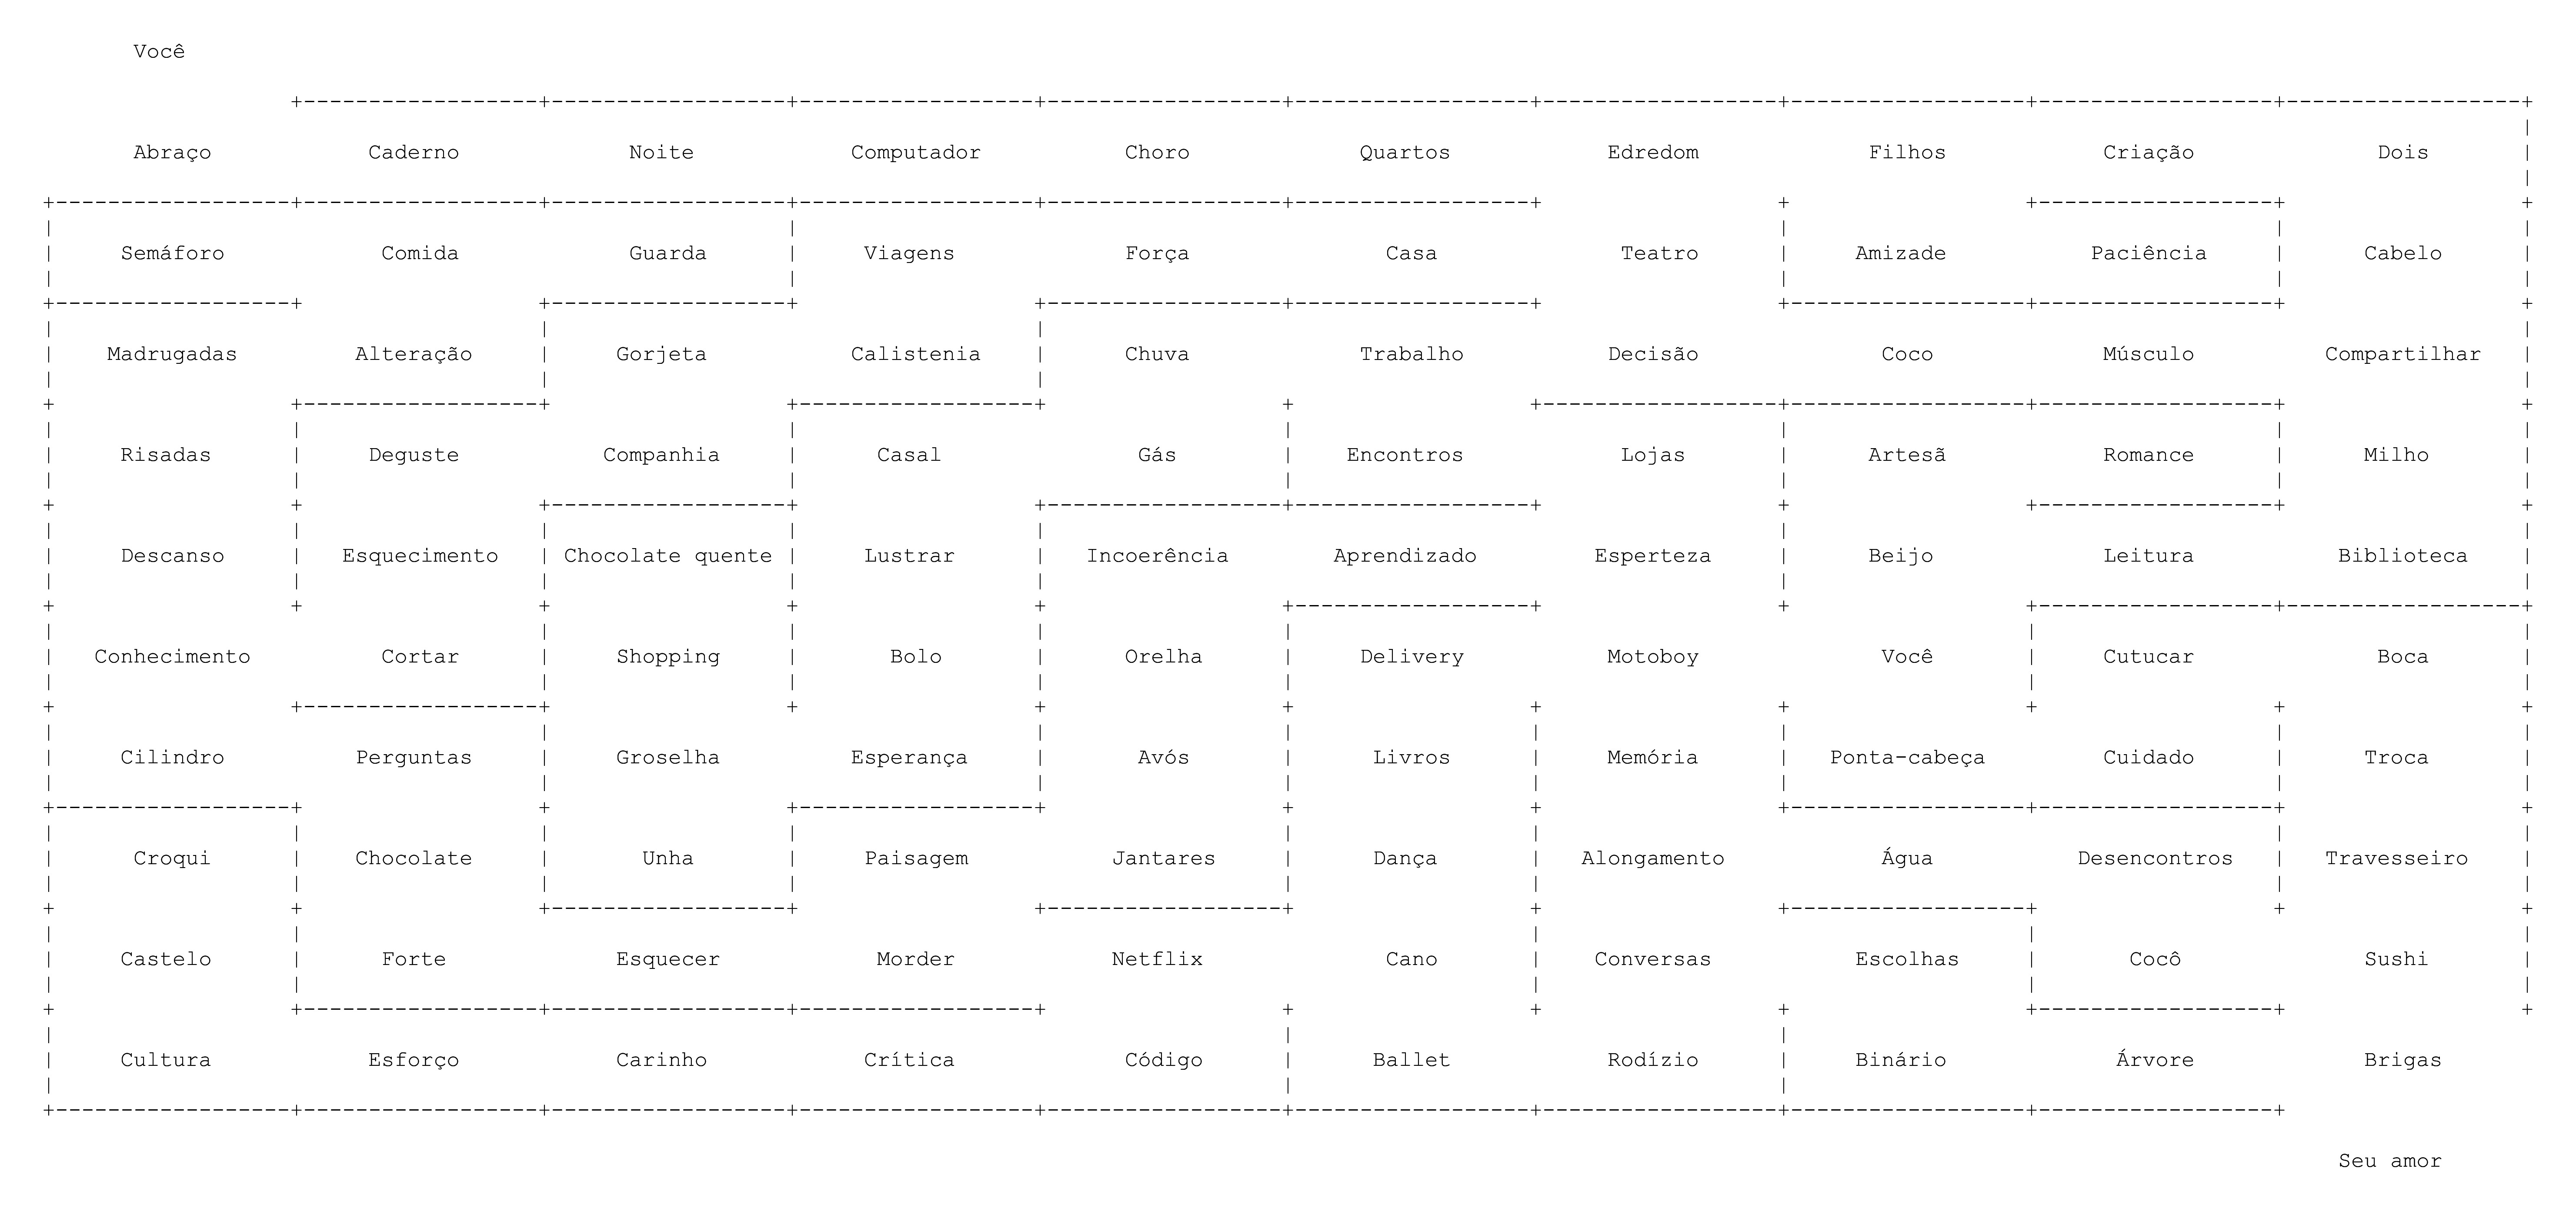 Você
Abraço Caderno Noite Computador Choro Quartos Edredom Filhos Criação Dois
Semáforo Comida Guarda Viagens Força Casa Teatro Amizade Paciência Cabelo
Madrugadas Alteração Gorjeta Calistenia Chuva Trabalho Decisão Coco Músculo Compartilhar
Risadas Deguste Companhia Casal Gás Encontros Lojas Artesã Romance Milho
Descanso Esquecimento Chocolate quente Lustrar Incoerência Aprendizado Esperteza Beijo Leitura Biblioteca
Conhecimento Cortar Shopping Bolo Orelha Delivery Motoboy Você Cutucar Boca
Cilindro Perguntas Groselha Esperança Avós Livros Memória Ponta-cabeça Cuidado Troca
Croqui Chocolate Unha Paisagem Jantares Dança Alongamento Água Desencontros Travesseiro
Castelo Forte Esquecer Morder Netflix Cano Conversas Escolhas Cocô Sushi
Cultura Esforço Carinho Crítica Código Ballet Rodízio Binário Árvore Brigas
Seu amor